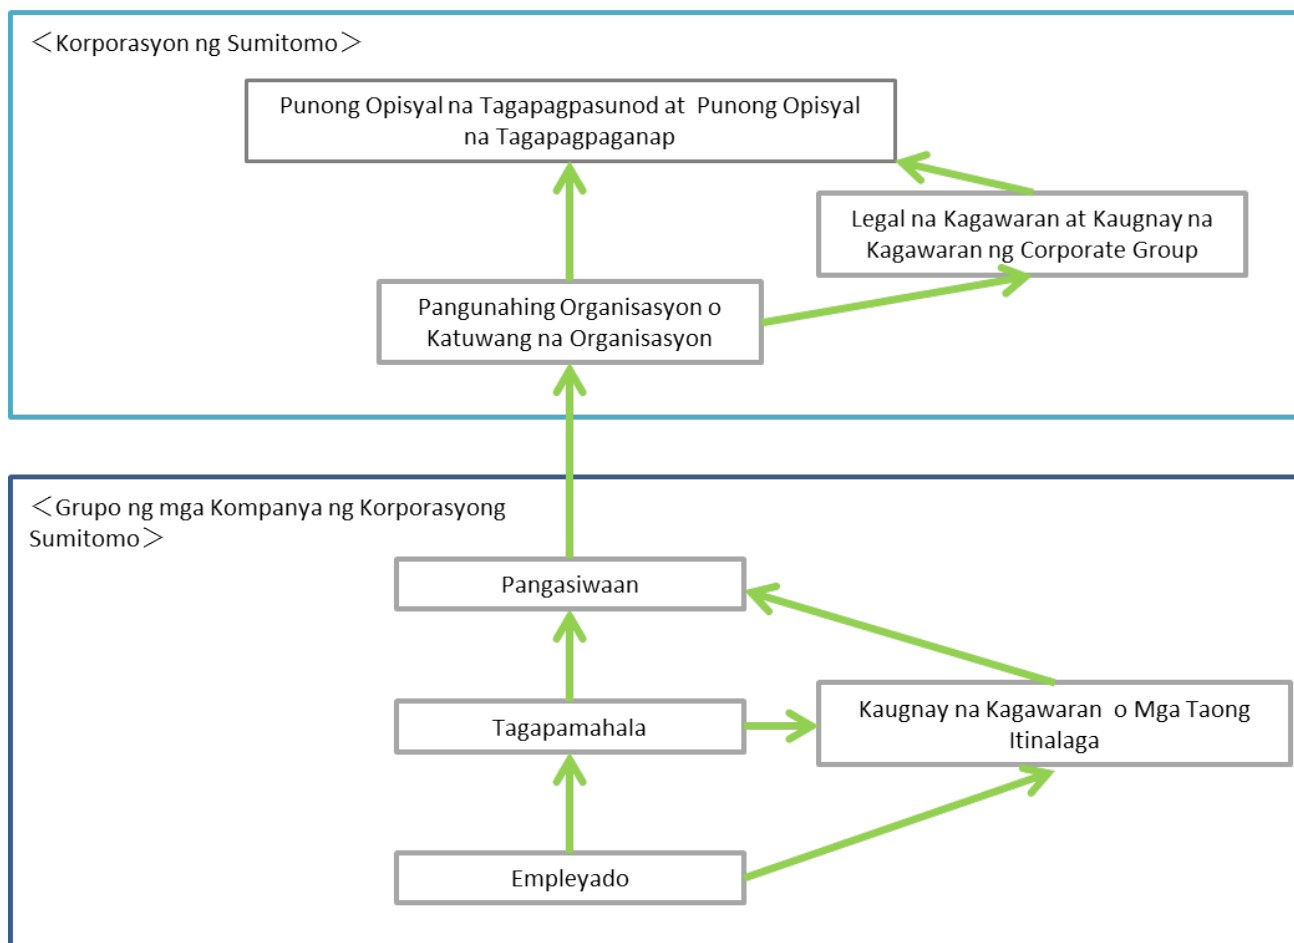 ＜Korporasyon ng Sumitomo＞
Punong Opisyal na Tagapagpasunod at  Punong Opisyal
na Tagapagpaganap
Legal na Kagawaran at Kaugnay na
Kagawaran ng Corporate Group
Pangunahing Organisasyon o
Katuwang na Organisasyon
＜Grupo ng mga Kompanya ng Korporasyong
Sumitomo＞
Pangasiwaan
Tagapamahala
Kaugnay na Kagawaran  o Mga Taong
Itinalaga
Empleyado